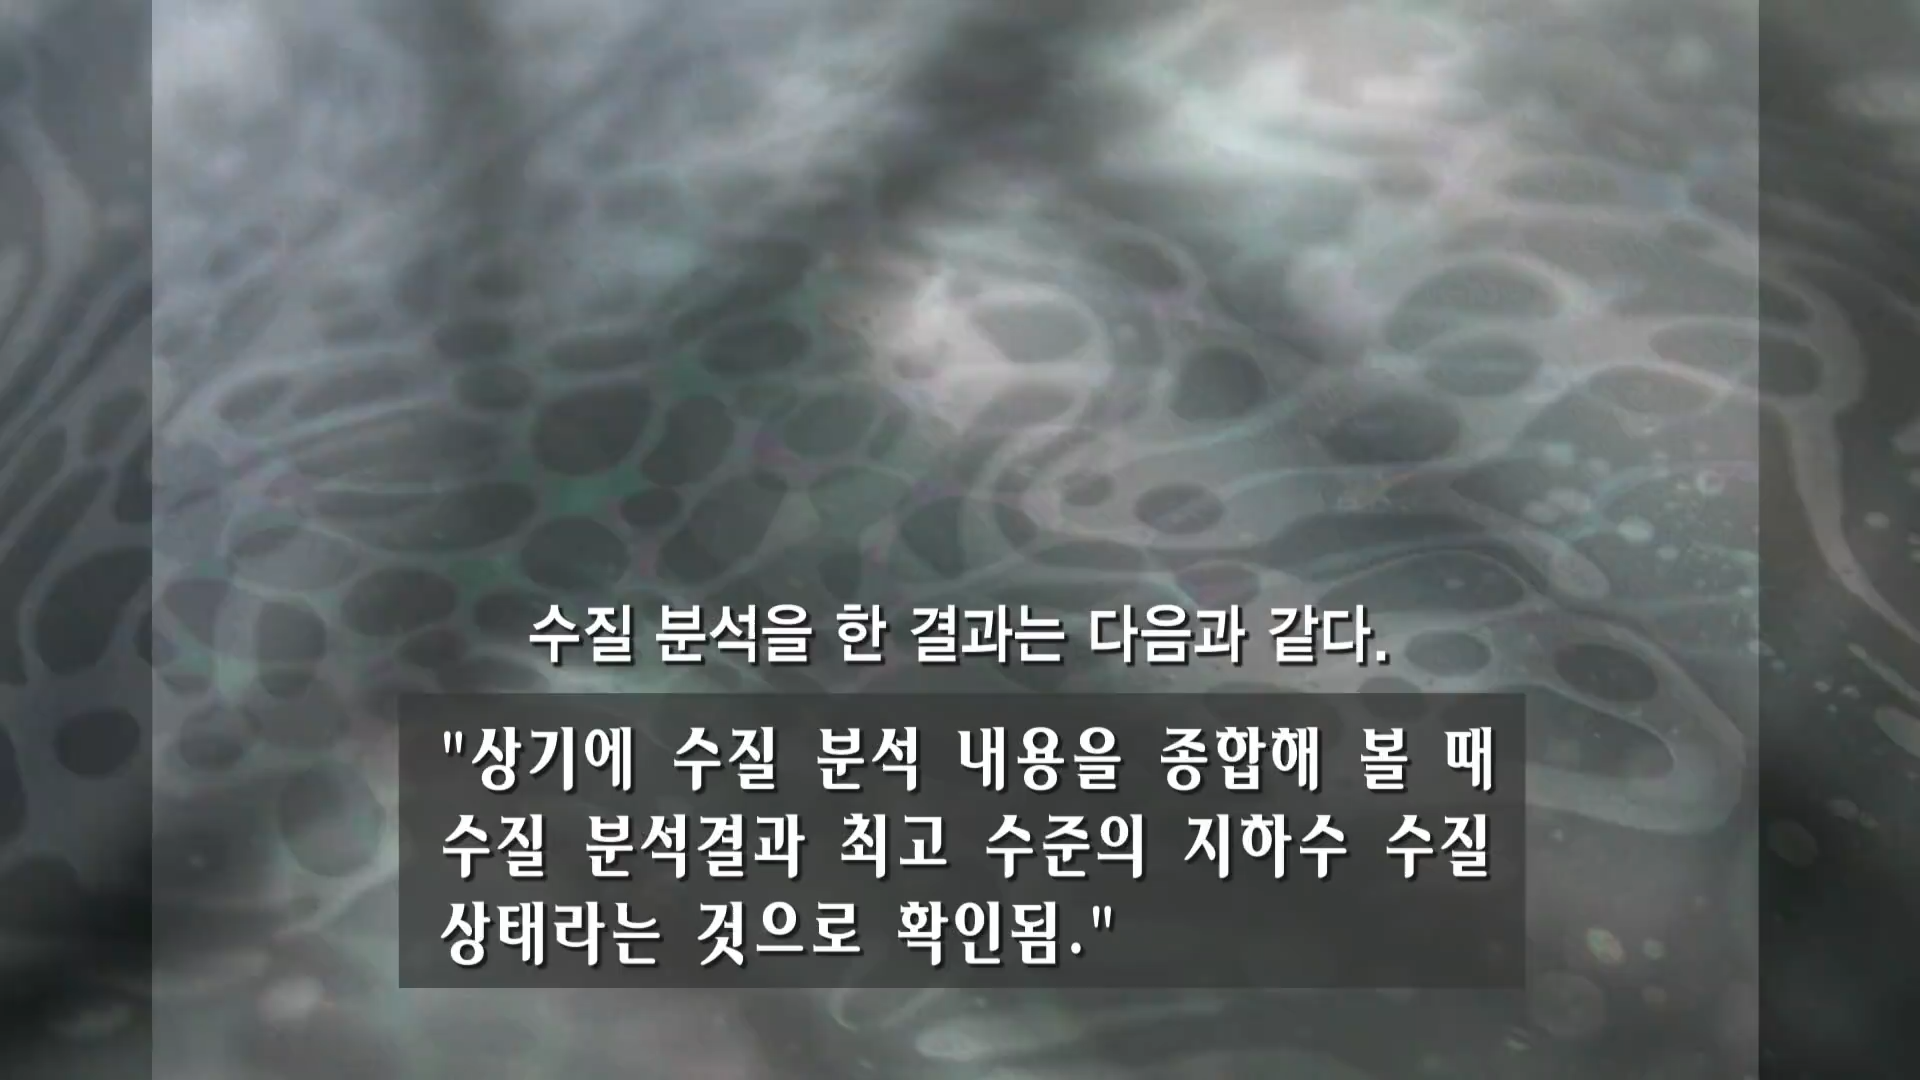 수질 분석을 한 결과는 다음과 같다.
"상기에 수질 분석 내용을 종합해 볼 때
수질 분석결과 최고 수준의 지하수 수질
상태라는 것으로 확인됨."